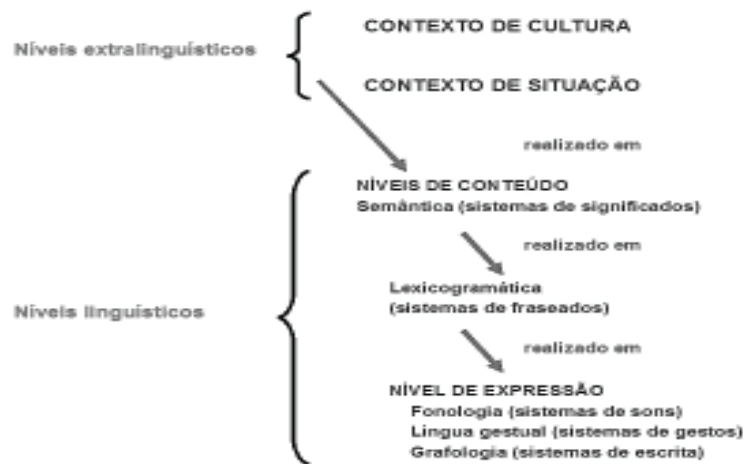 Níveis extralinguísticos
CONTEXTO DE CULTURA
CONTEXTO DE SITUAÇÃO
realizado em
NÍVEIS DE CONTEÚDO
Semântica (sistemas de significados)
realizado em
Lexicogramática
(sistemas de fraseados)
Níveis linguísticos
realizado em
NÍVEL DE EXPRESSÃO
Fonologia (sistemas de sons)
Lingua gestual (sistemas de gestos)
Grafologia (sistemas de escrita)